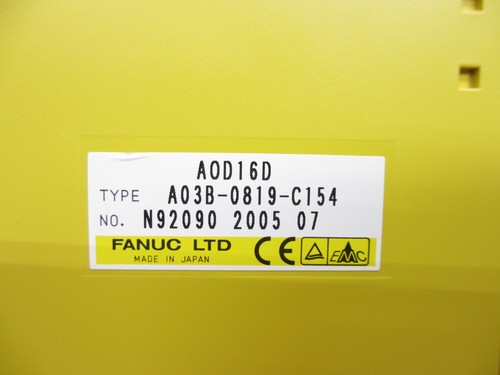 AOD16D
TYPE A03B-0819-C154
NO. N92090 2005 07
FANUC LTD CE EMC
MADE IN JAPAN